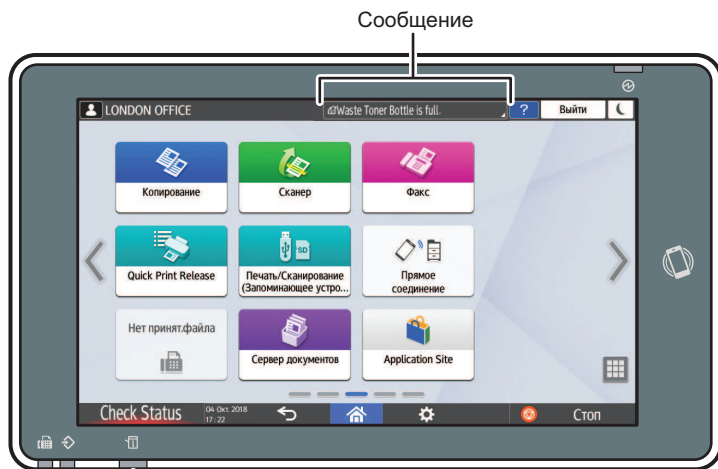 Сообщение
LONDON OFFICE
Waste Toner Bottle is full.
?
Выйти
Копирование
Сканер
Факс
Quick Print Release
SD
Печать/Сканирование
(Запоминающее устро...
Прямое
соединение
Нет принят.файла
Сервер документов
Application Site
Check Status
04 Окт. 2018
17 : 22
Стоп